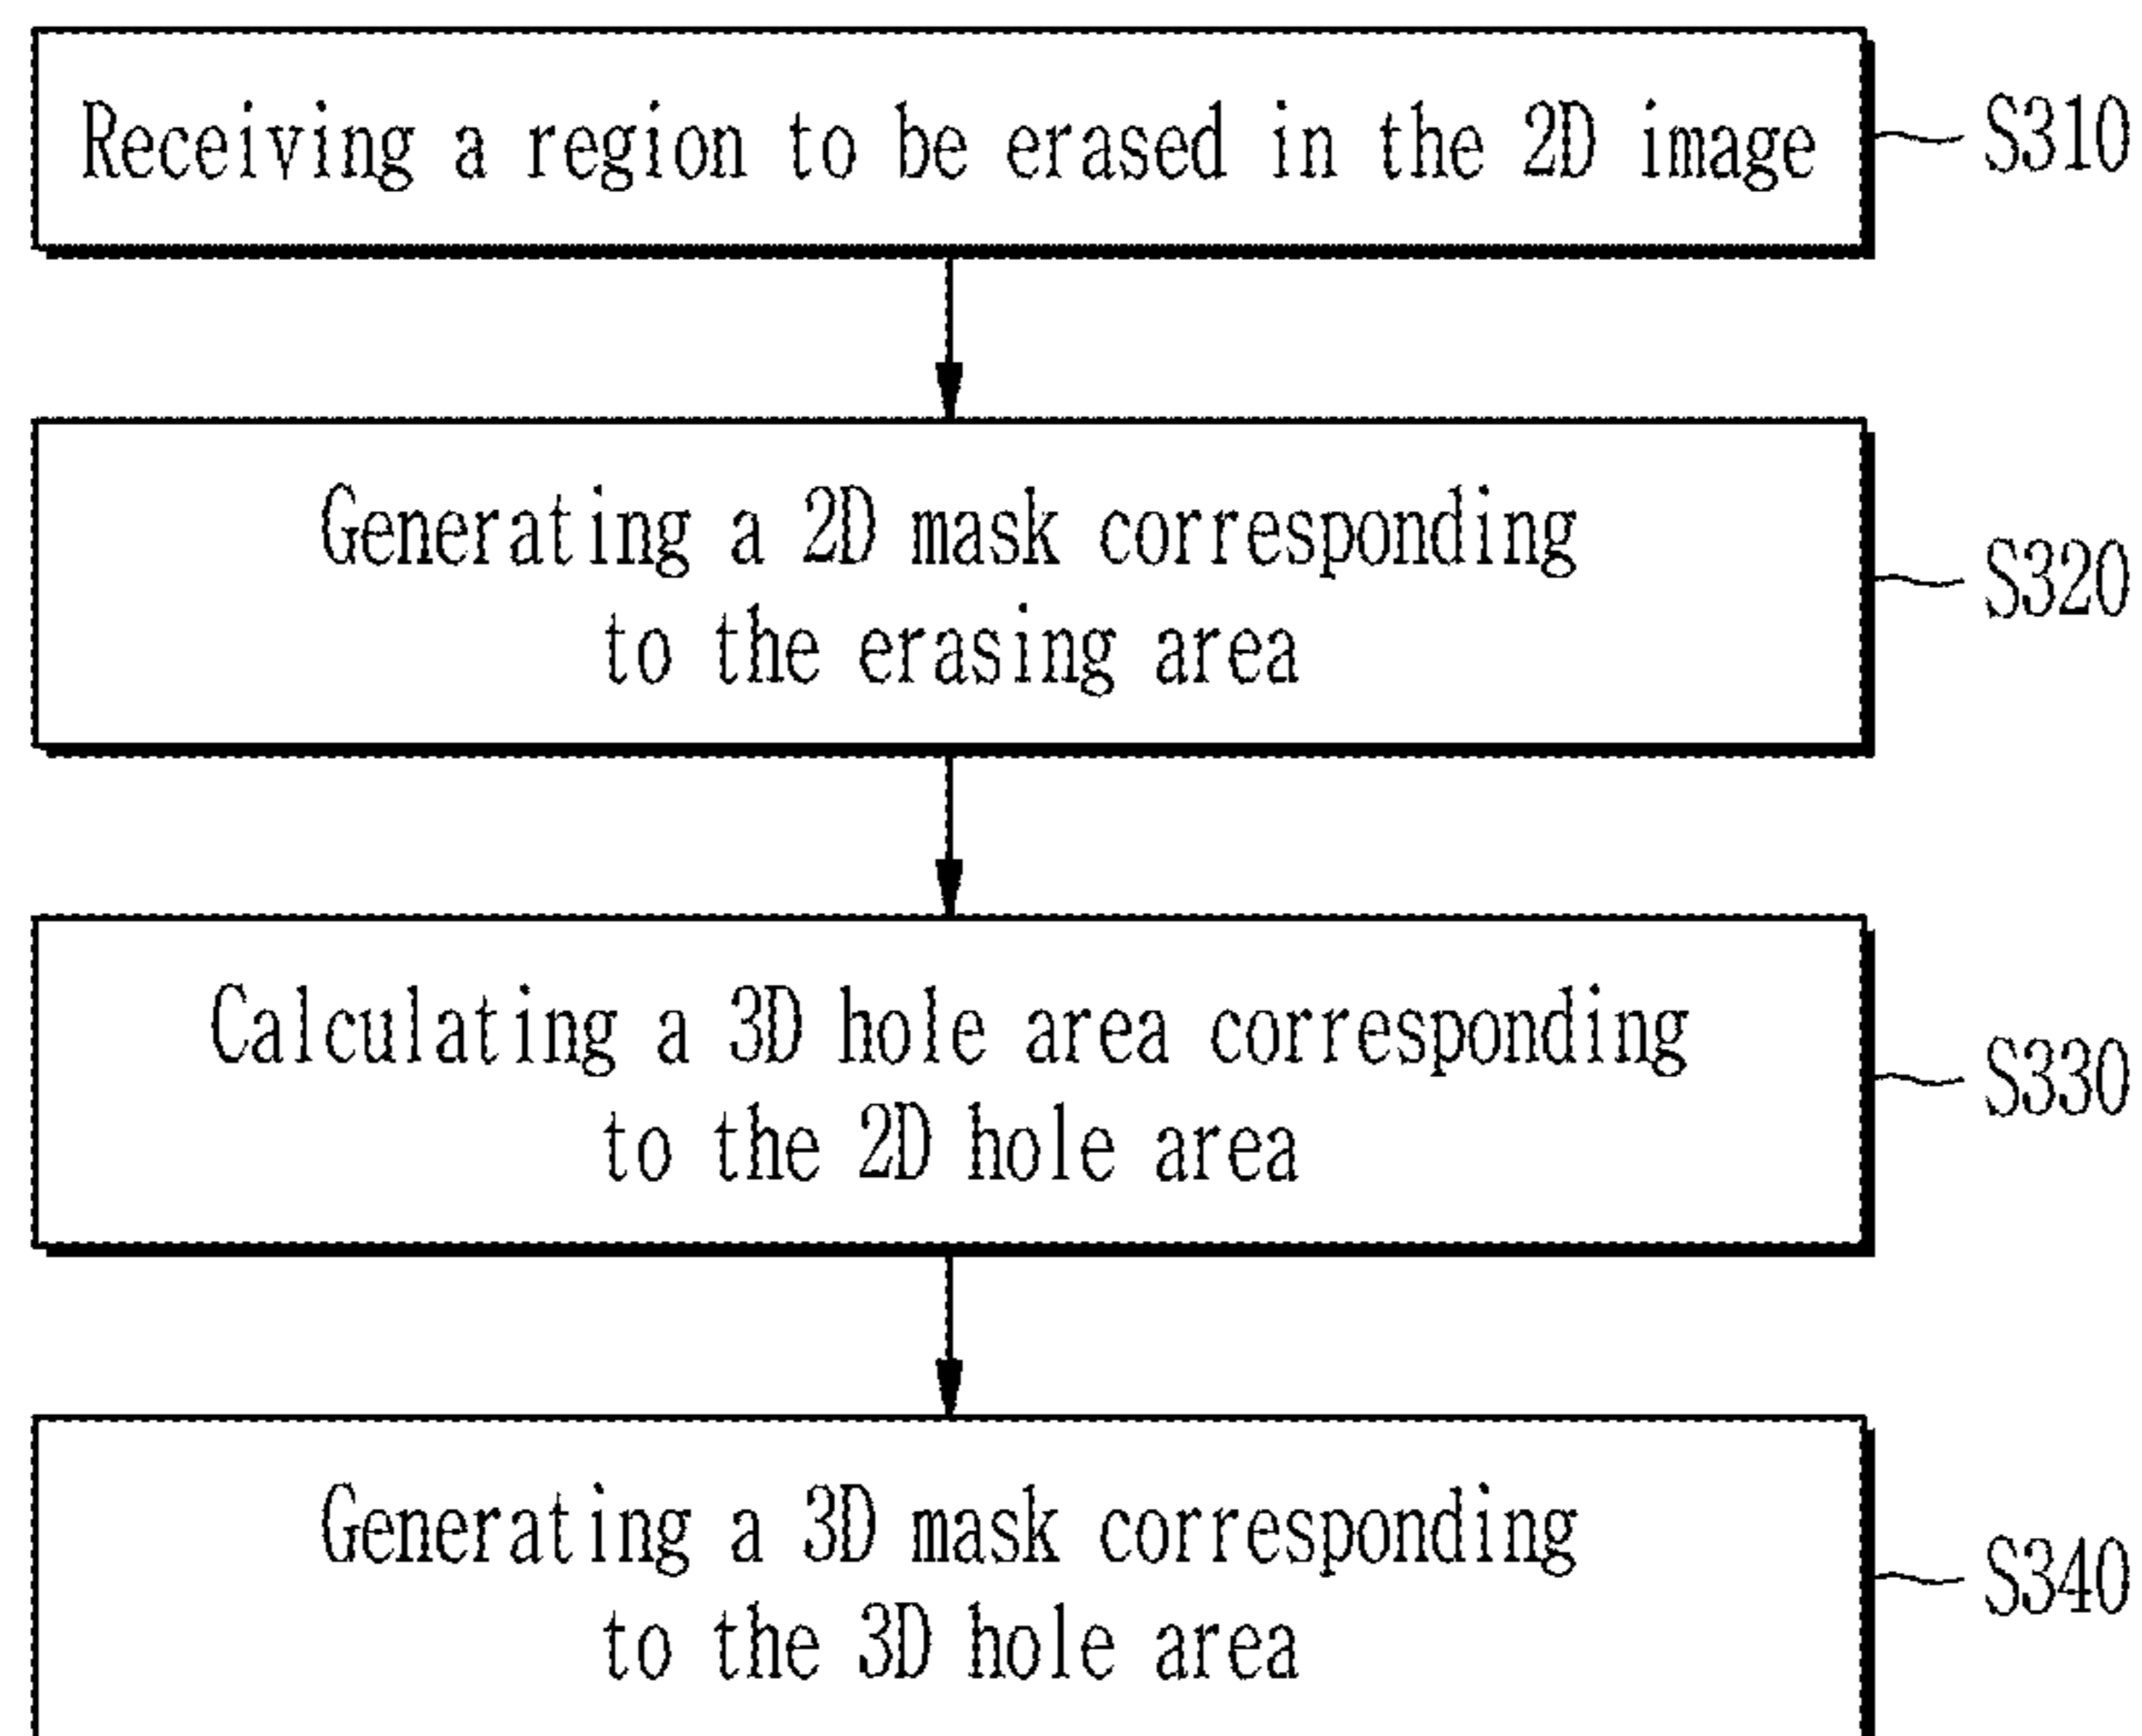 Receiving a region to be erased in the 2D image
S310
Generating a 2D mask corresponding
to the erasing area
S320
Calculating a 3D hole area corresponding
to the 2D hole area
S330
Generating a 3D mask corresponding
to the 3D hole area
S340